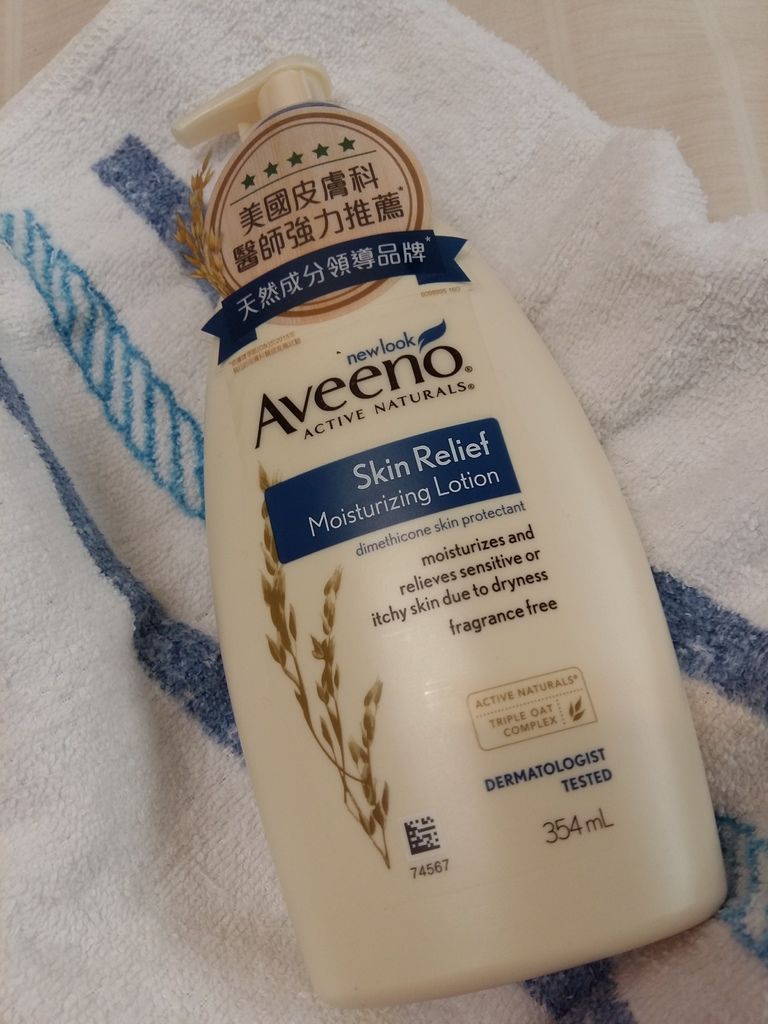 美國皮膚科
醫師強力推薦*
天然成分領導品牌*
new look
Aveeno®
ACTIVE NATURALS®
Skin Relief
Moisturizing Lotion
dimethicone skin protectant
moisturizes and
relieves sensitive or
itchy skin due to dryness
fragrance free
ACTIVE NATURALS®
TRIPLE OAT
COMPLEX
DERMATOLOGIST
TESTED
354 mL
74567